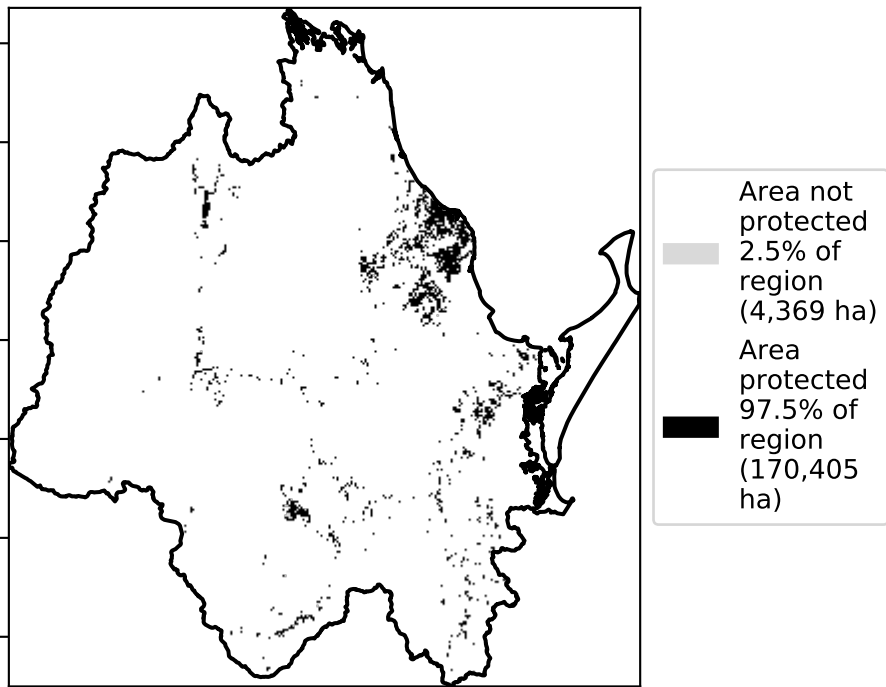 Area not
protected
2.5% of
region
(4,369 ha)
Area
protected
97.5% of
region
(170,405
ha)